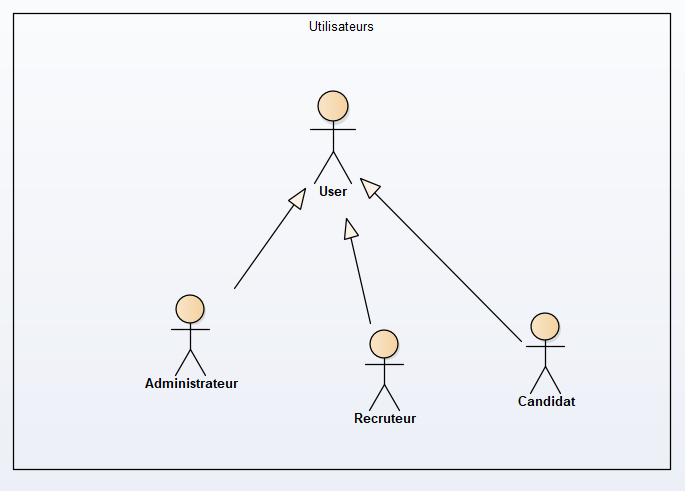 Utilisateurs
User
Administrateur
Recruteur
Candidat